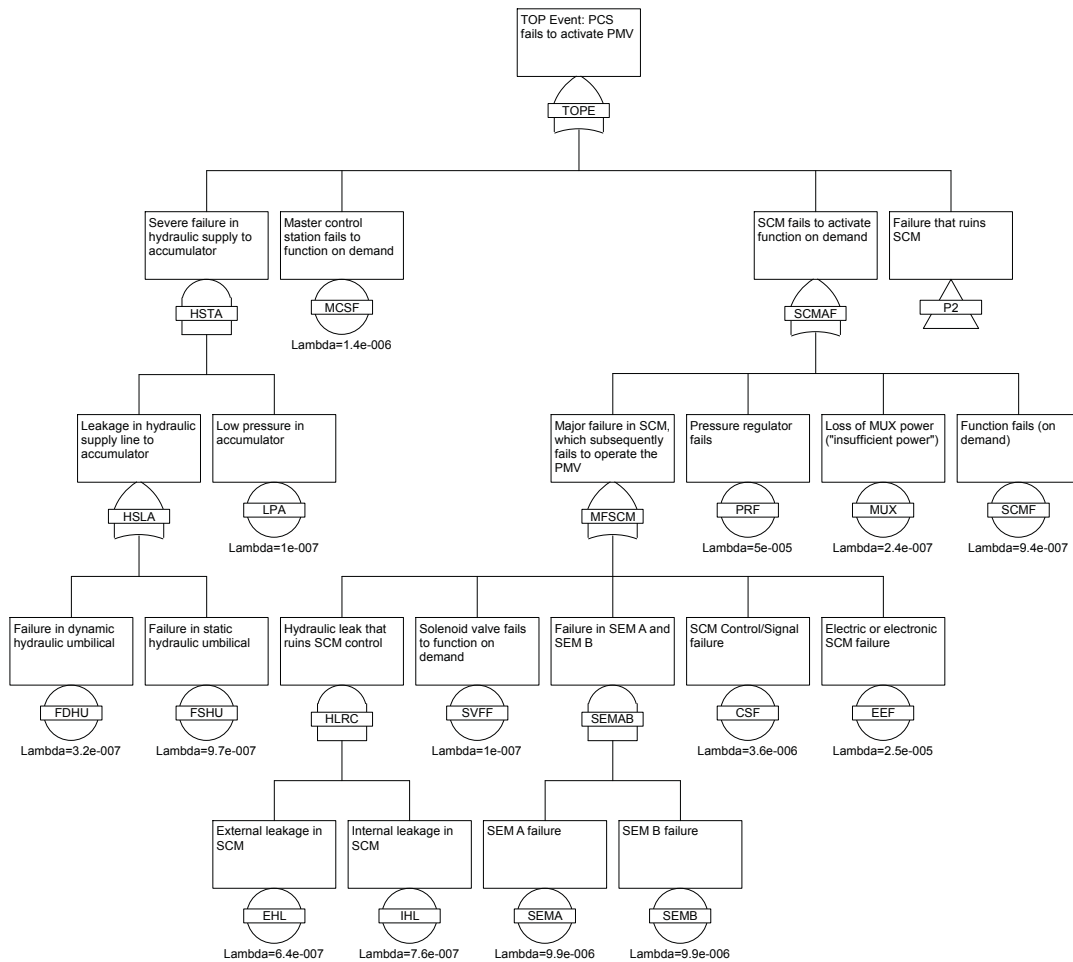 TOP Event: PCS
fails to activate PMV
TOPE
Severe failure in
hydraulic supply to
accumulator
HSTA
Master control
station fails to
function on demand
MCSF
Lambda=1.4e-006
SCM fails to activate
function on demand
SCMAF
Failure that ruins
SCM
P2
Leakage in hydraulic
supply line to
accumulator
HSLA
Low pressure in
accumulator
LPA
Lambda=1e-007
Major failure in SCM,
which subsequently
fails to operate the
PMV
MFSCM
Pressure regulator
fails
PRF
Lambda=5e-005
Loss of MUX power
("insufficient power")
MUX
Lambda=2.4e-007
Function fails (on
demand)
SCMF
Lambda=9.4e-007
Failure in dynamic
hydraulic umbilical
FDHU
Lambda=3.2e-007
Failure in static
hydraulic umbilical
FSHU
Lambda=9.7e-007
Hydraulic leak that
ruins SCM control
HLRC
Solenoid valve fails
to function on
demand
SVFF
Lambda=1e-007
Failure in SEM A and
SEM B
SEMAB
SCM Control/Signal
failure
CSF
Lambda=3.6e-006
Electric or electronic
SCM failure
EEF
Lambda=2.5e-005
External leakage in
SCM
EHL
Lambda=6.4e-007
Internal leakage in
SCM
IHL
Lambda=7.6e-007
SEM A failure
SEMA
Lambda=9.9e-006
SEM B failure
SEMB
Lambda=9.9e-006